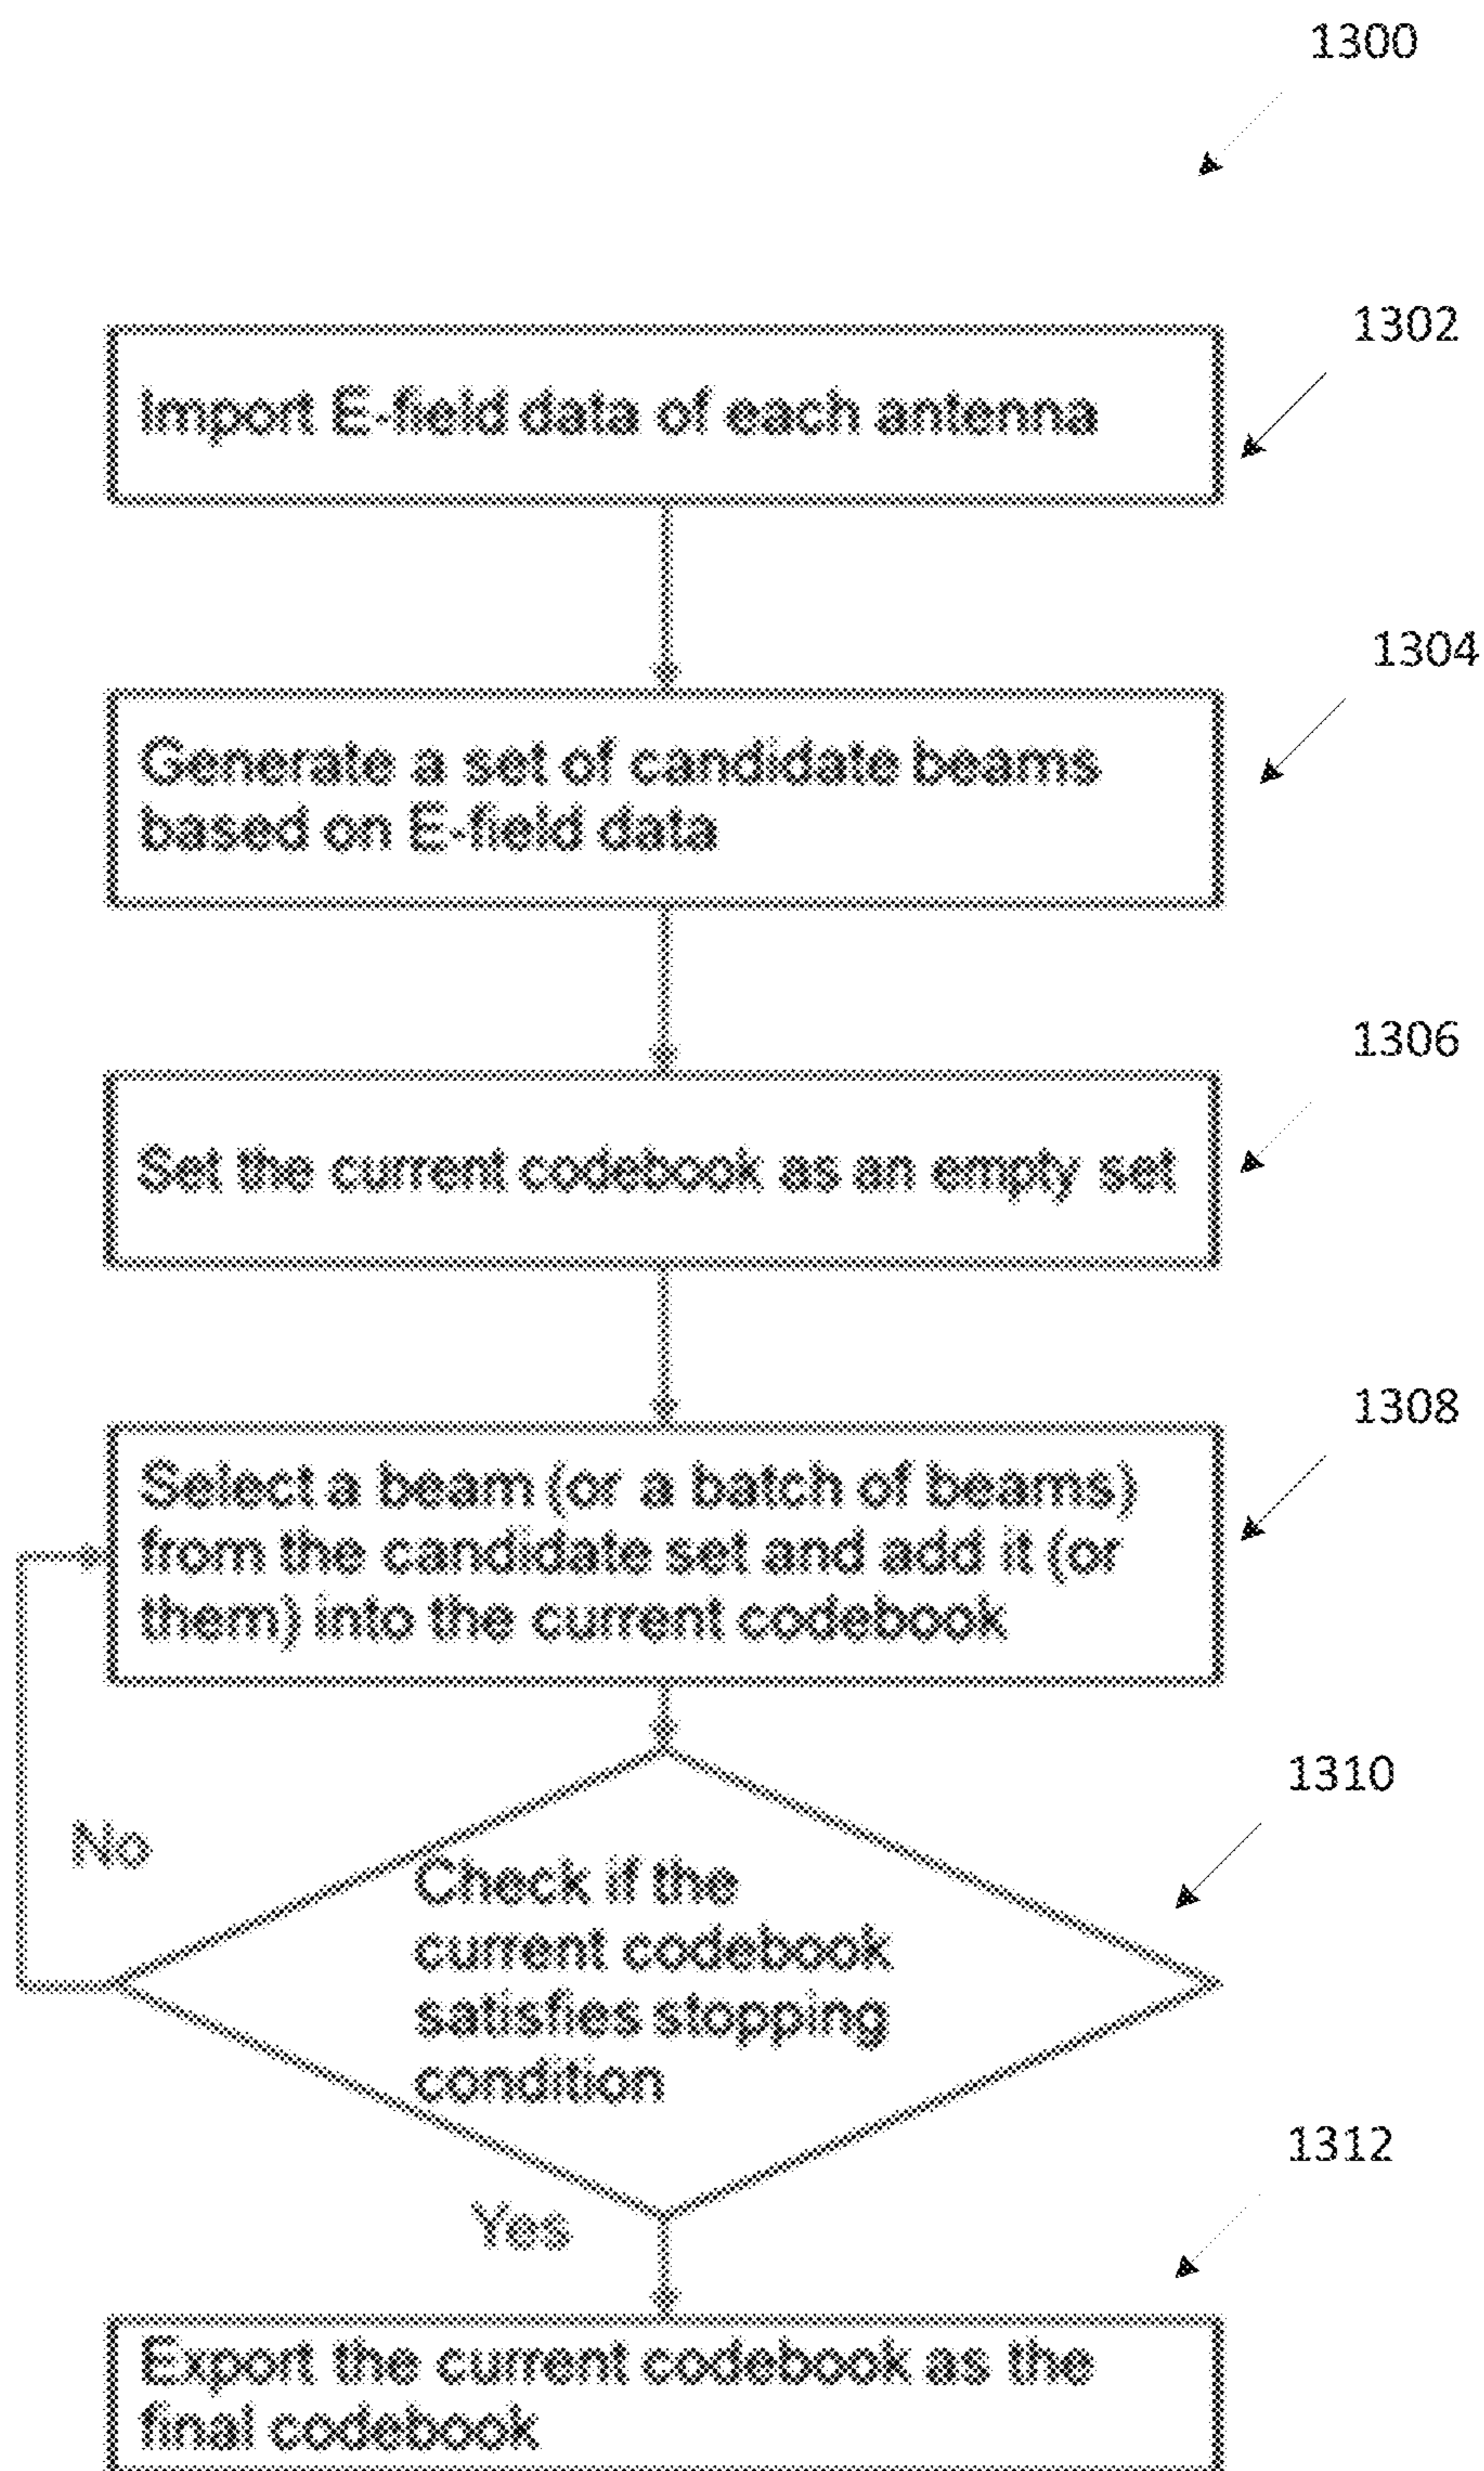 1300
1302
Import E-field data of each antenna
1304
Generate a set of candidate beams
based on E-field data
1306
Set the current codebook as an empty set
1308
Select a beam (or a batch of beams)
from the candidate set and add it (or
them) into the current codebook
1310
No
Check if the
current codebook
satisfies stopping
condition
1312
Yes
Export the current codebook as the
final codebook